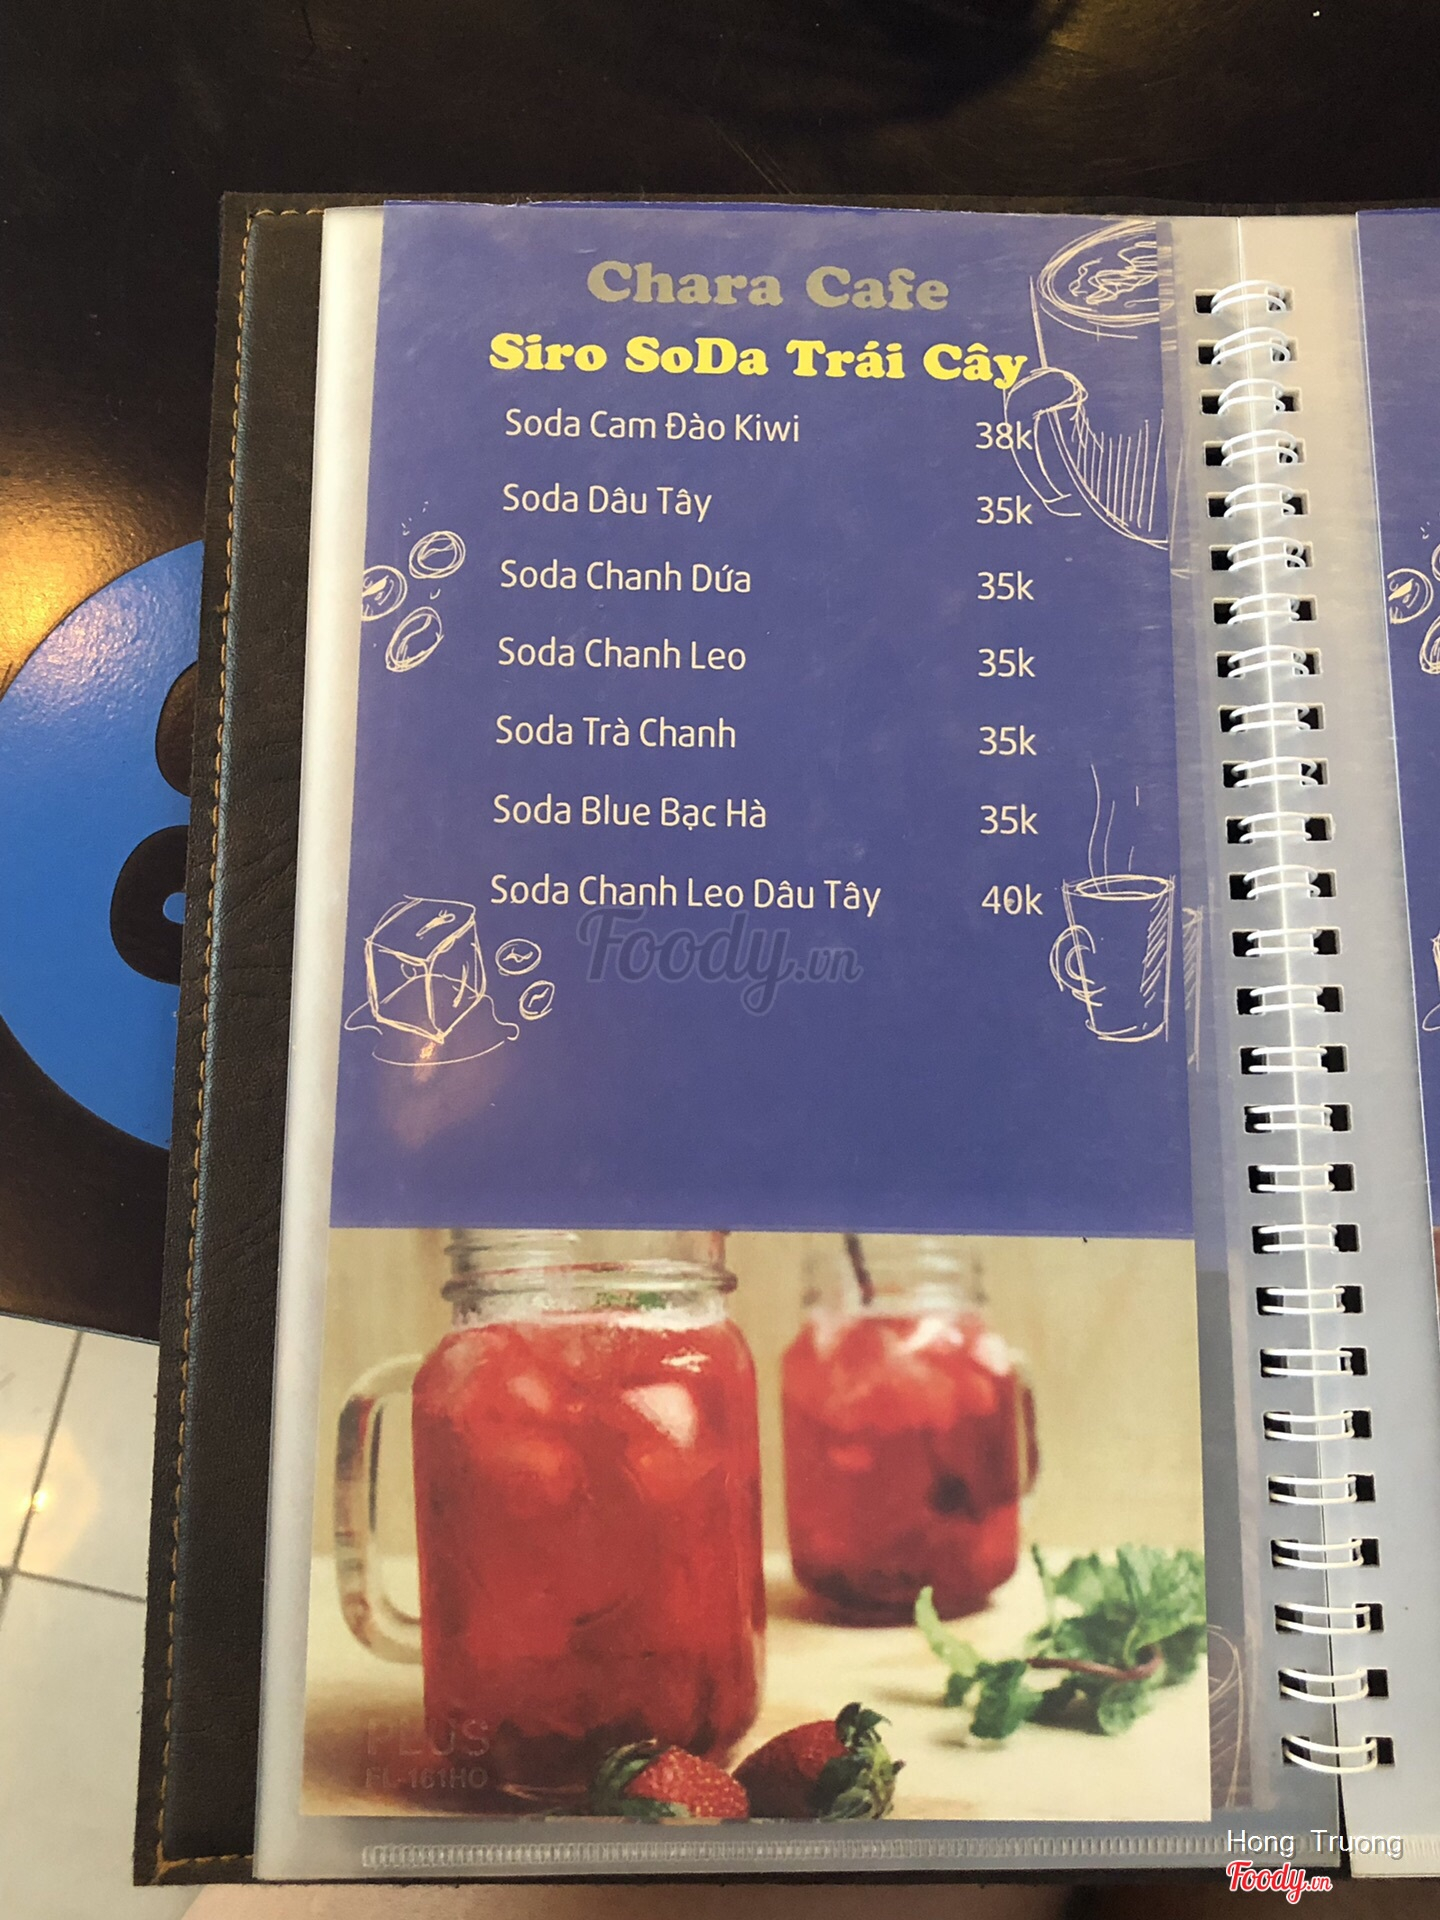 Chara Cafe
Siro SoDa Trái Cây
Soda Cam Đào Kiwi 38k
Soda Dâu Tây 35k
Soda Chanh Dứa 35k
Soda Chanh Leo 35k
Soda Trà Chanh 35k
Soda Blue Bạc Hà 35k
Soda Chanh Leo Dâu Tây 40k
Foody.vn
PLUS
FL-161HO
Hong Truong
Foody.vn